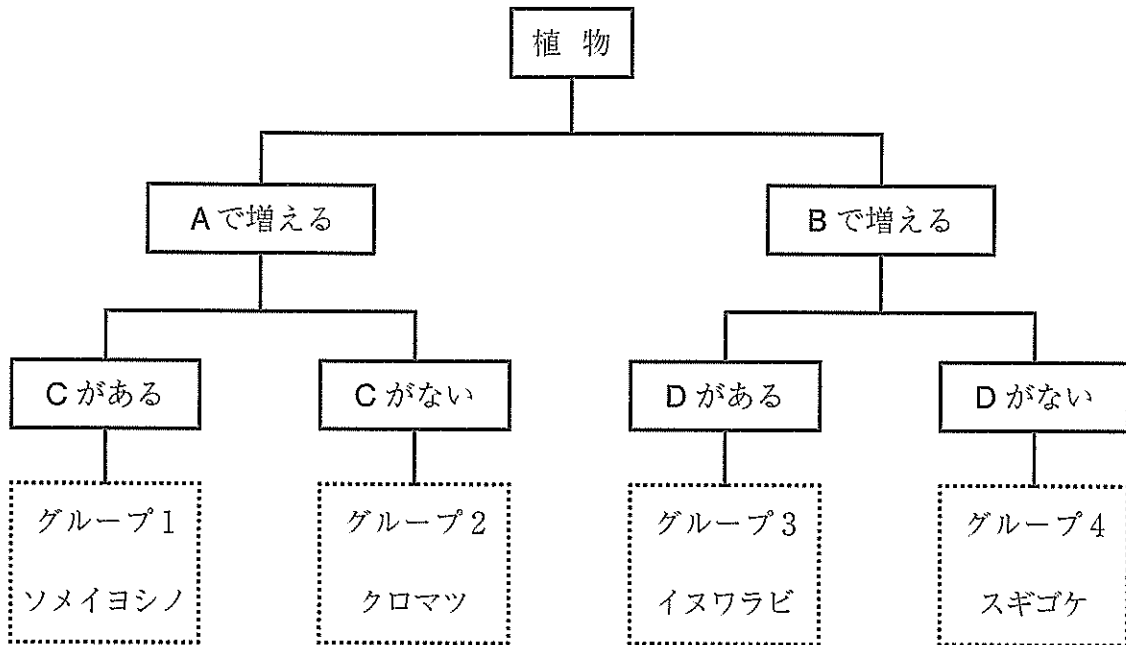 植物
Aで増える
Bで増える
Cがある
Cがない
Dがある
Dがない
グループ1
ソメイヨシノ
グループ2
クロマツ
グループ3
イヌワラビ
グループ4
スギゴケ